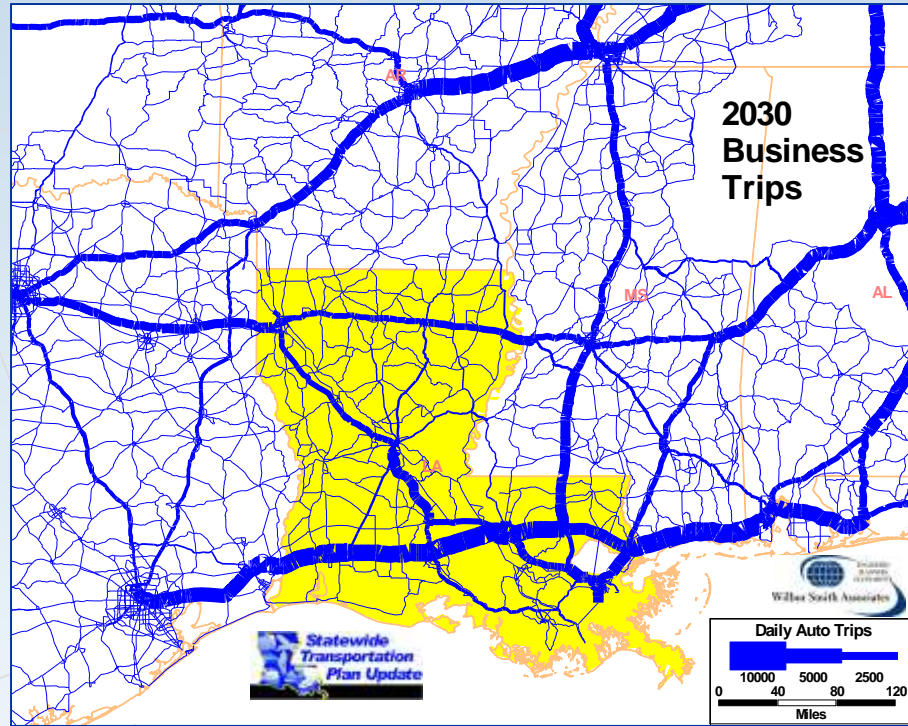 2030
Business
Trips
AR
MS
AL
LA
Wilbur Smith Associates
Statewide
Transportation
Plan Update
Daily Auto Trips
10000 5000 2500
0 40 80 120
Miles